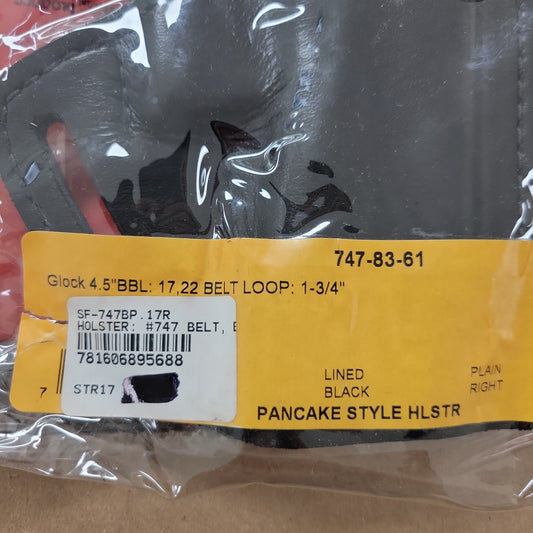 747-83-61
Glock 4.5"BBL: 17,22 BELT LOOP: 1-3/4"
SF-747BP.17R
HOLSTER: #747 BELT,
781606895688
7
STR17
LINED PLAIN
BLACK RIGHT
PANCAKE STYLE HLSTR